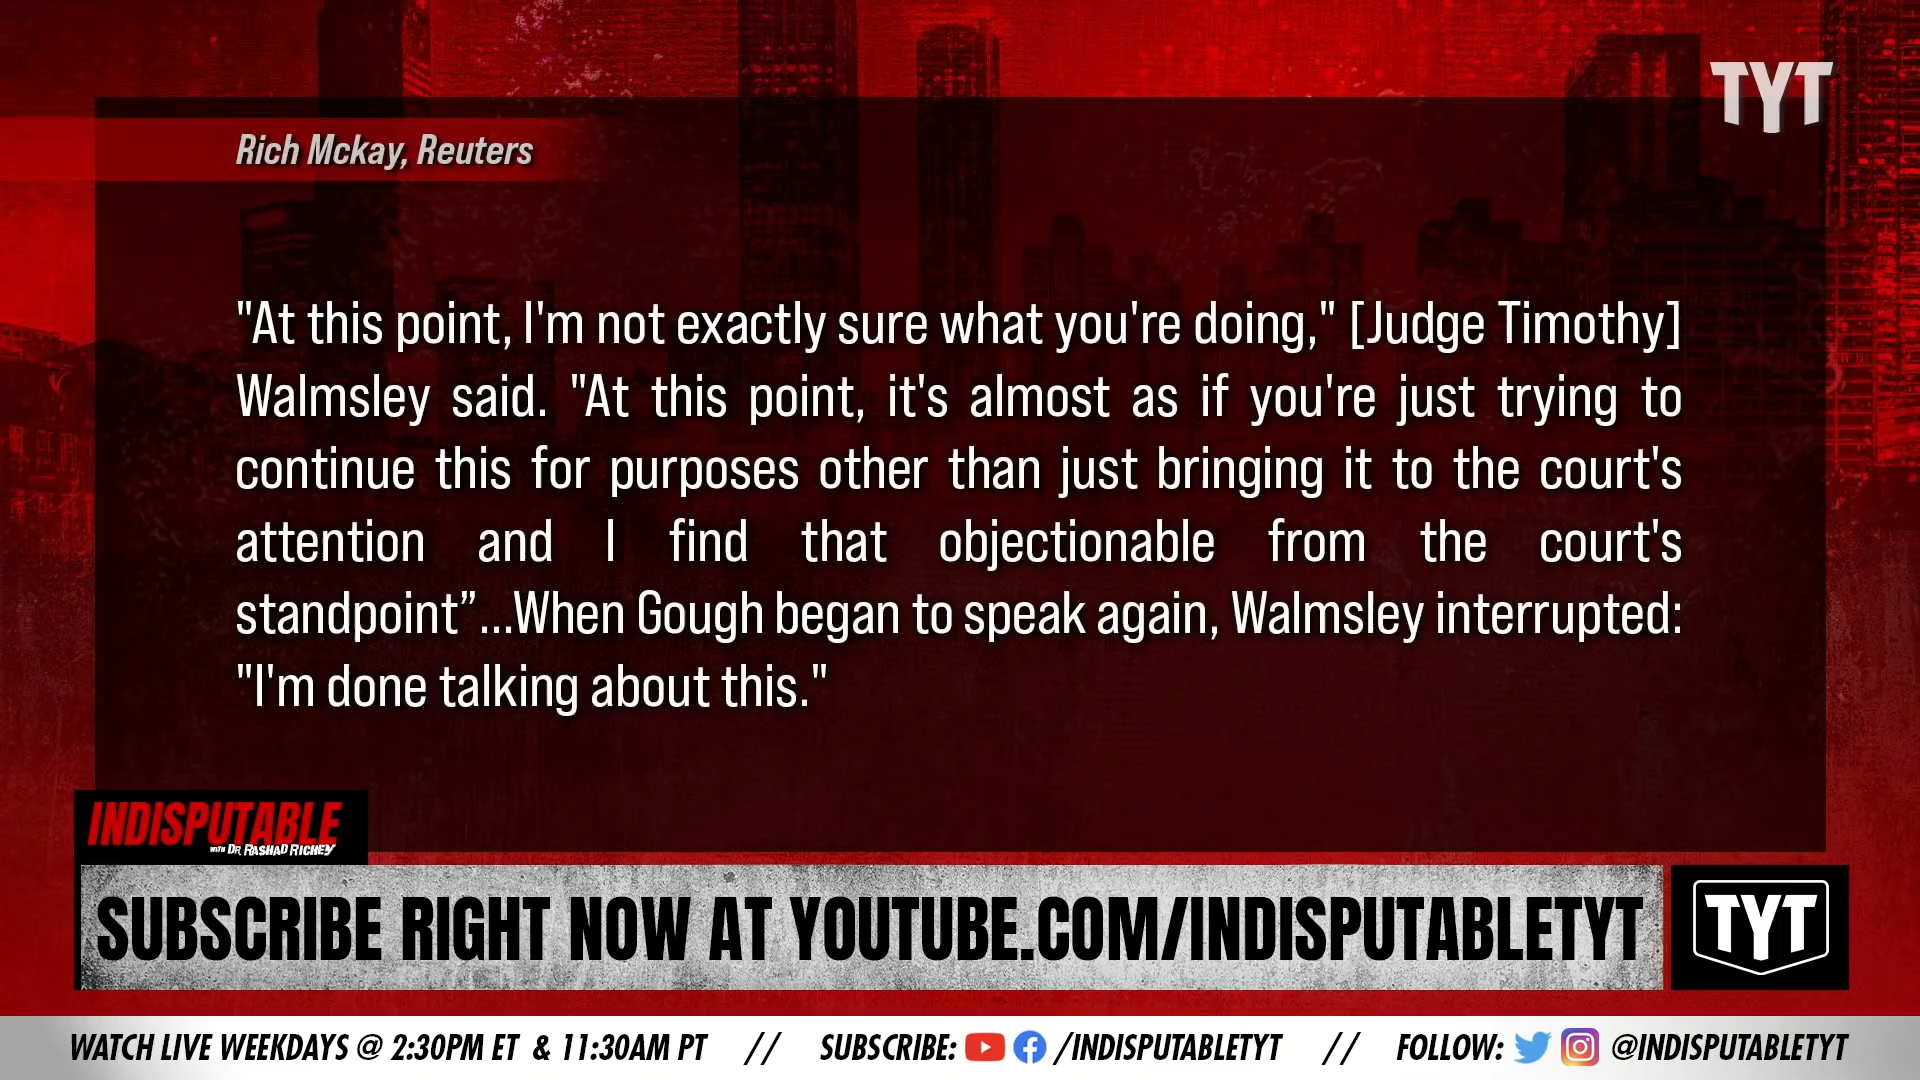 TYT
Rich Mckay, Reuters
"At this point, I'm not exactly sure what you're doing," [Judge Timothy]
Walmsley said. "At this point, it's almost as if you're just trying to
continue this for purposes other than just bringing it to the court's
attention and I find that objectionable from the court's
standpoint”...When Gough began to speak again, Walmsley interrupted:
"I'm done talking about this."
INDISPUTABLE
WITH DR RASHAD RICHEY
SUBSCRIBE RIGHT NOW AT YOUTUBE.COM/INDISPUTABLETYT
TYT
WATCH LIVE WEEKDAYS @ 2:30PM ET & 11:30AM PT // SUBSCRIBE: /INDISPUTABLETYT // FOLLOW: @INDISPUTABLETYT